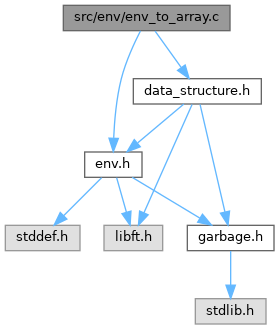 src/env/env_to_array.c
data_structure.h
env.h
stddef.h
libft.h
garbage.h
stdlib.h